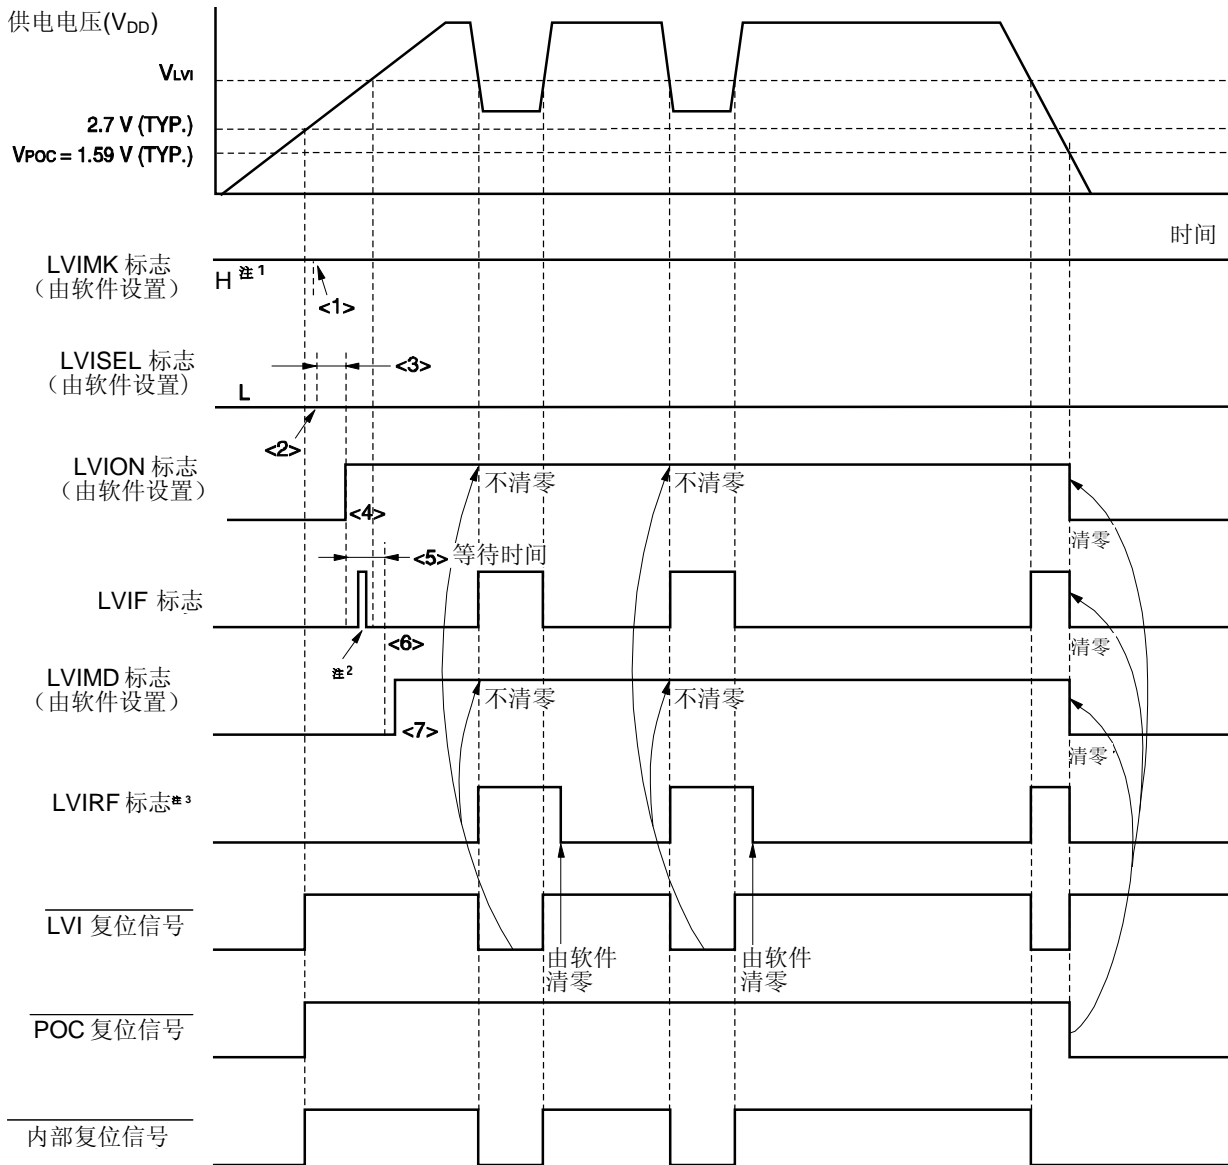 供电电压(VDD)
VLVI
2.7 V (TYP.)
VPOC = 1.59 V (TYP.)
时间
LVIMK 标志
（由软件设置）
H 注 1
<1>
LVISEL 标志
（由软件设置）
<3>
L
<2>
LVION 标志
（由软件设置）
不清零
不清零
<4>
清零
<5> 等待时间
LVIF 标志
<6>
注 2
清零
LVIMD 标志
（由软件设置）
不清零
不清零
<7>
清零
LVIRF 标志注 3
LVI 复位信号
由软件
清零
由软件
清零
POC 复位信号
内部复位信号